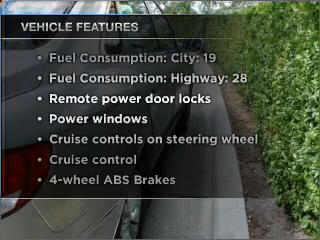 VEHICLE FEATURES
• Fuel Consumption: City: 19
• Fuel Consumption: Highway: 28
• Remote power door locks
• Power windows
• Cruise controls on steering wheel
• Cruise control
• 4-wheel ABS Brakes